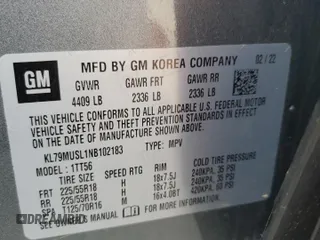 GM
MFD BY GM KOREA COMPANY 02/22
GVWR GAWR FRT GAWR RR
4409 LB 2336 LB 2336 LB
THIS VEHICLE CONFORMS TO ALL APPLICABLE U.S. FEDERAL MOTOR
VEHICLE SAFETY, BUMPER, AND THEFT PREVENTION STANDARDS
IN EFFECT ON THE DATE OF MANUFACTURE SHOWN ABOVE.
KL79MUSL1NB102183 TYPE: MPV
MODEL: 1TT56
TIRE SIZE SPEED RTG RIM COLD TIRE PRESSURE
FRT 225/55R18 H 18x7.5J 240KPA, 35 PSI
RR 225/55R18 H 18x7.5J 240KPA, 35 PSI
SPA T125/70R16 M 16x4.0BT 420KPA, 60 PSI
DREAMBID